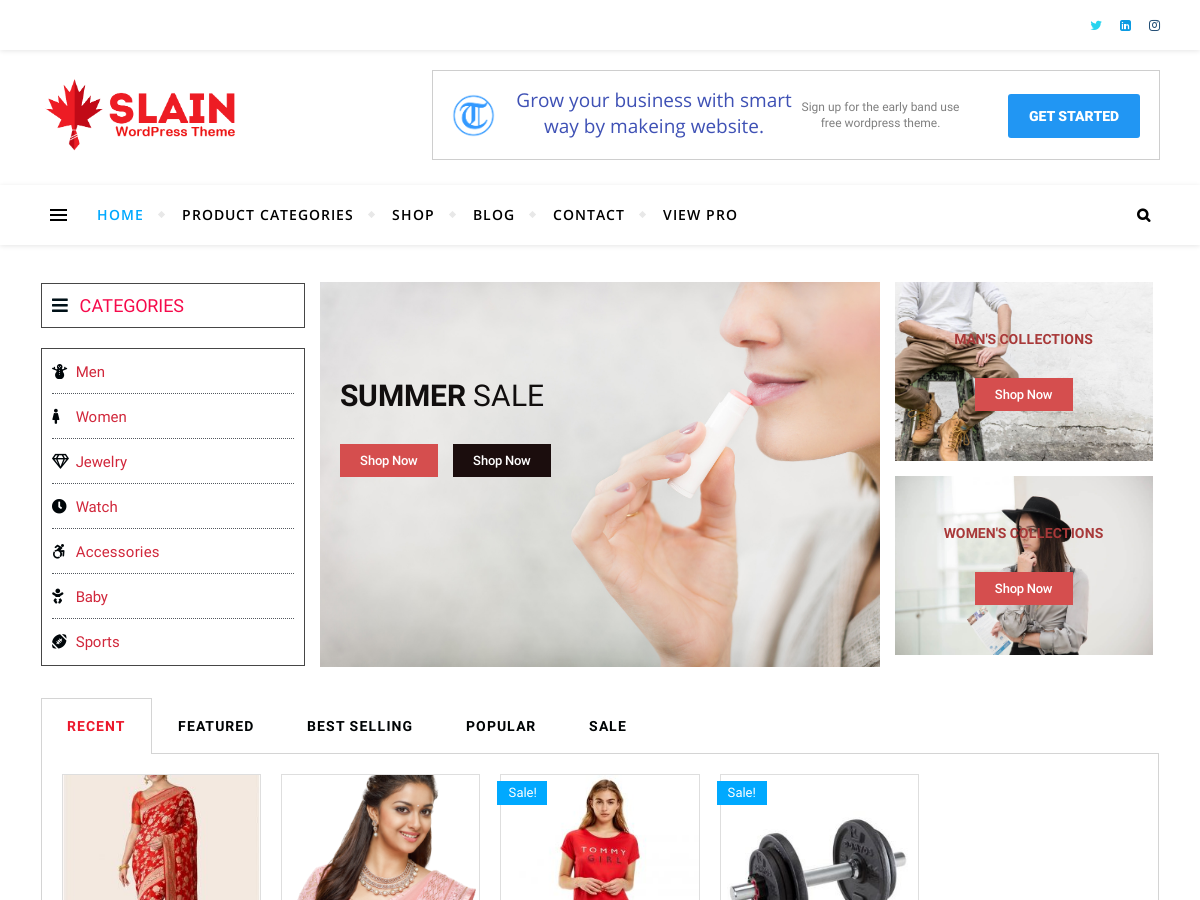 SLAIN
WordPress Theme
Grow your business with smart
way by makeing website.
Sign up for the early band use
free wordpress theme.
GET STARTED
HOME
PRODUCT CATEGORIES
SHOP
BLOG
CONTACT
VIEW PRO
CATEGORIES
Men
Women
Jewelry
Watch
Accessories
Baby
Sports
SUMMER SALE
Shop Now
Shop Now
MAN'S COLLECTIONS
Shop Now
WOMEN'S COLLECTIONS
Shop Now
RECENT
FEATURED
BEST SELLING
POPULAR
SALE
Sale!
TOMMY
GIRL
Sale!